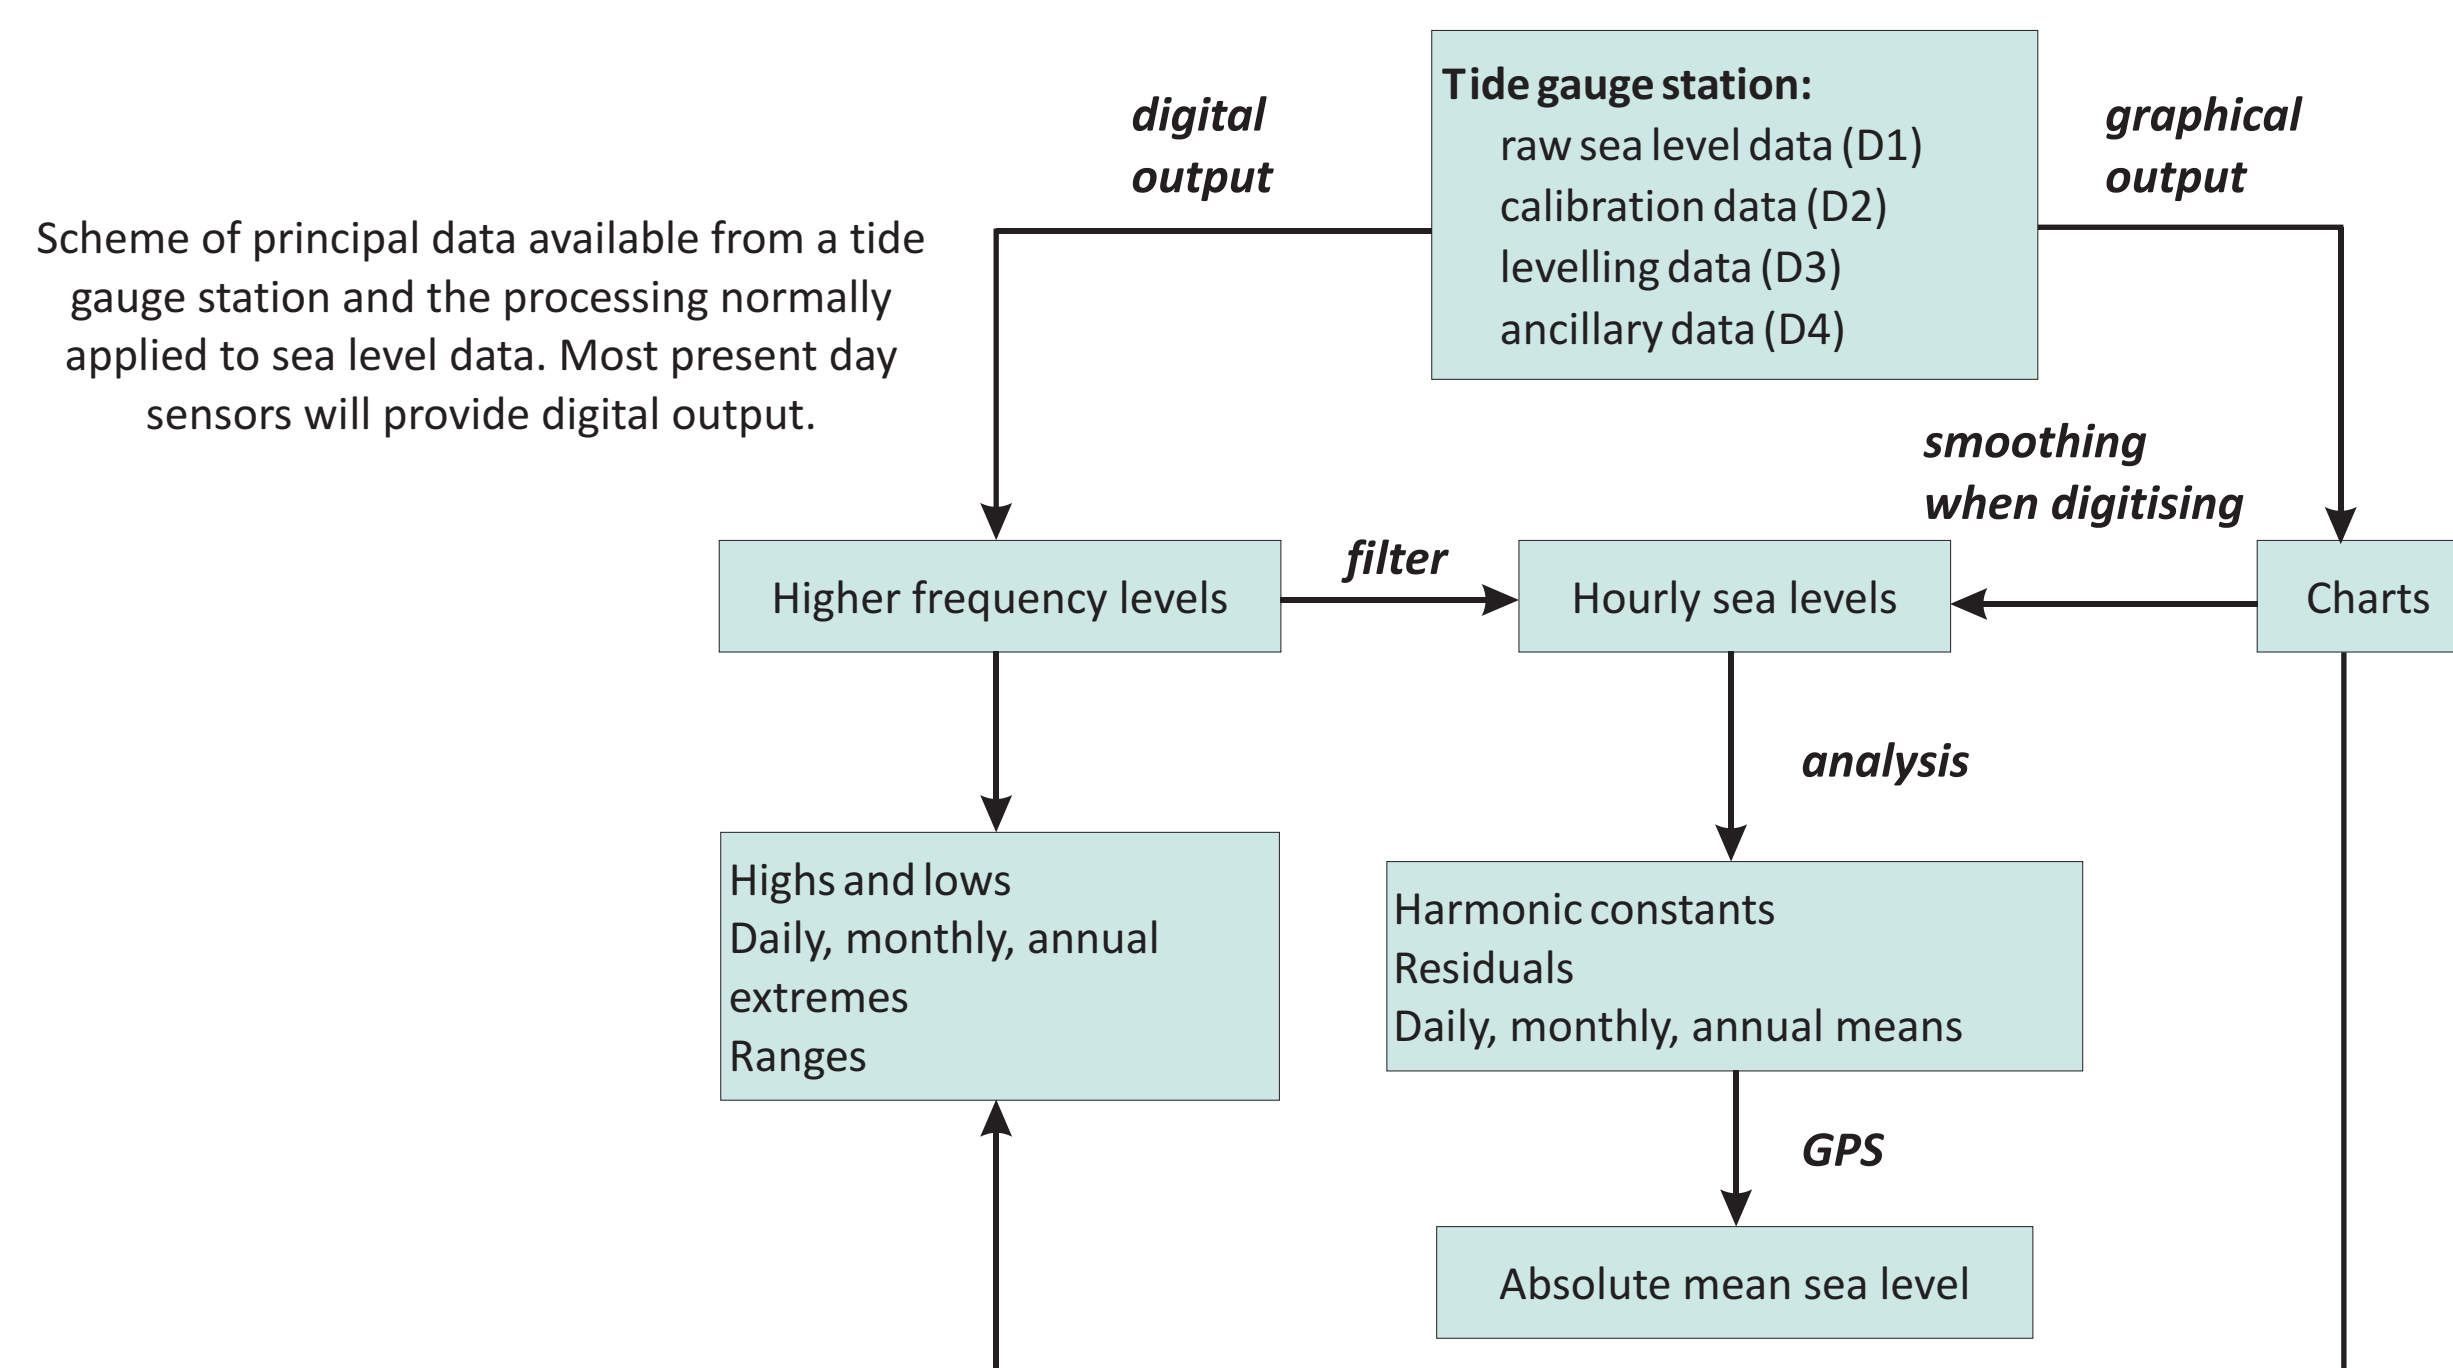 Tide gauge station:
raw sea level data (D1)
calibration data (D2)
levelling data (D3)
ancillary data (D4)
digital
output
graphical
output
Scheme of principal data available from a tide
gauge station and the processing normally
applied to sea level data. Most present day
sensors will provide digital output.
smoothing
when digitising
Higher frequency levels
filter
Hourly sea levels
Charts
analysis
Highs and lows
Daily, monthly, annual
extremes
Ranges
Harmonic constants
Residuals
Daily, monthly, annual means
GPS
Absolute mean sea level